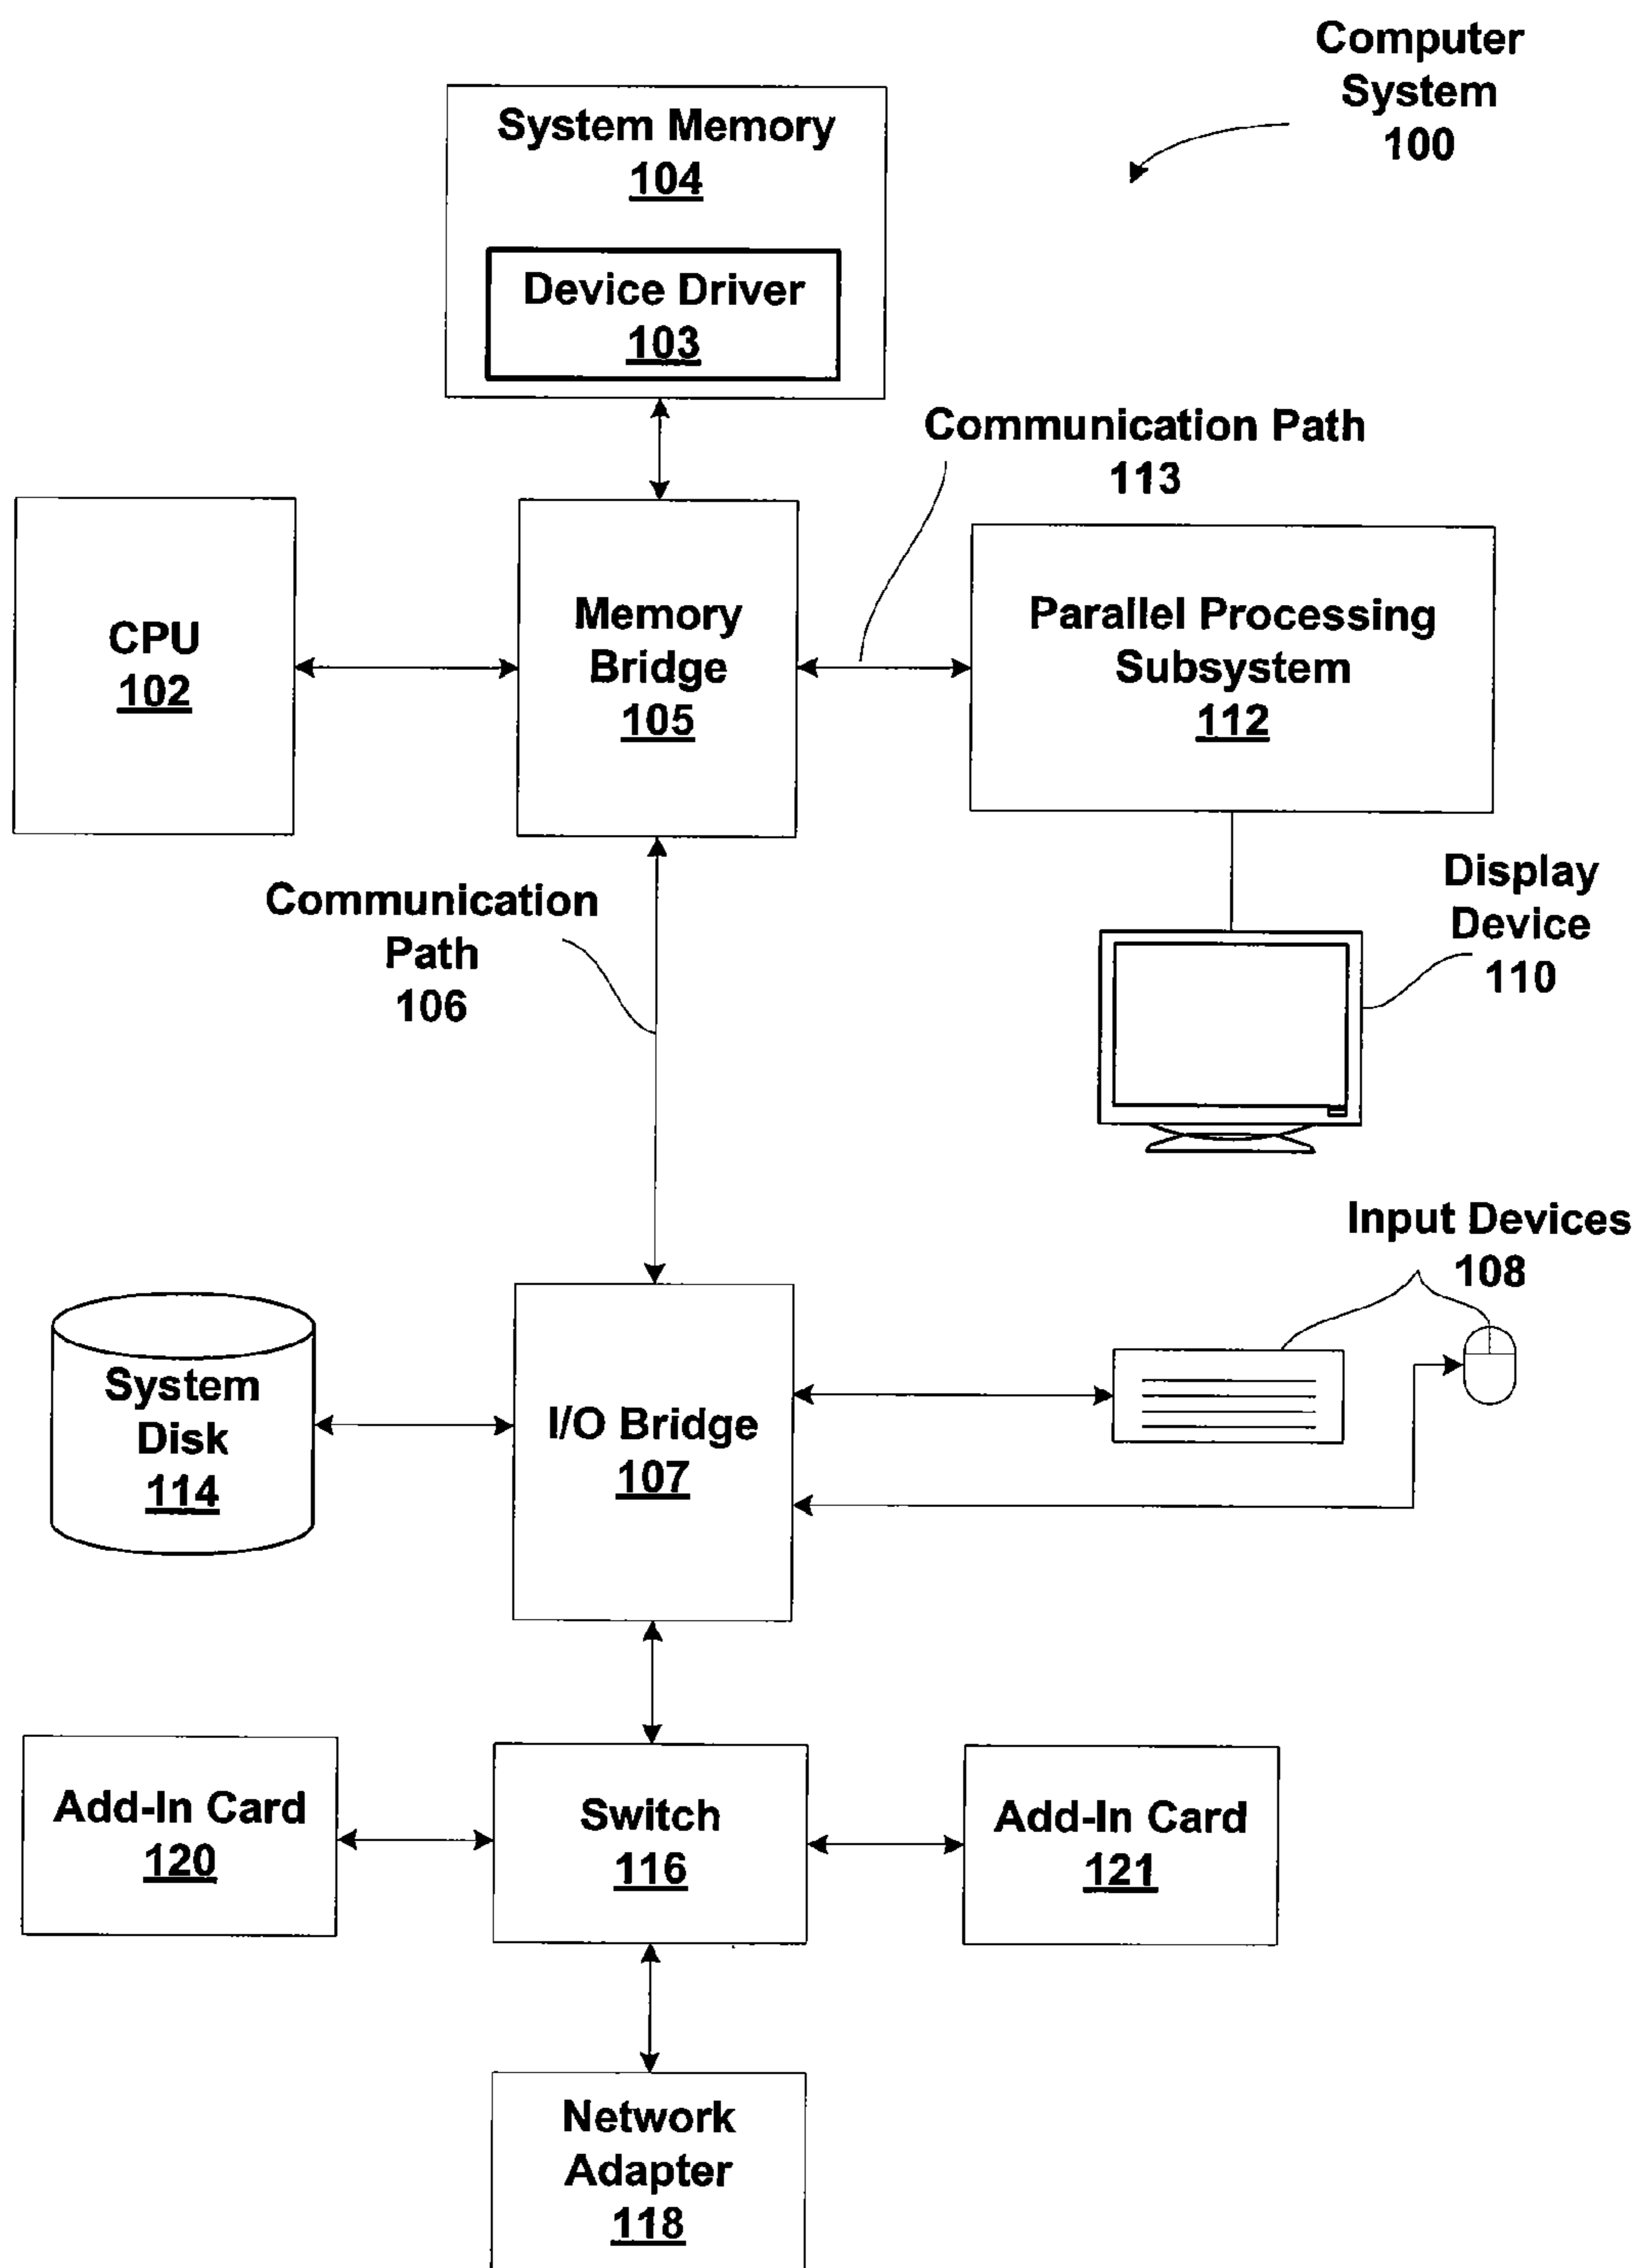 Computer
System
100
System Memory
104
Device Driver
103
Communication Path
113
CPU
102
Memory
Bridge
105
Parallel Processing
Subsystem
112
Communication
Path
106
Display
Device
110
Input Devices
108
System
Disk
114
I/O Bridge
107
Add-In Card
120
Switch
116
Add-In Card
121
Network
Adapter
118